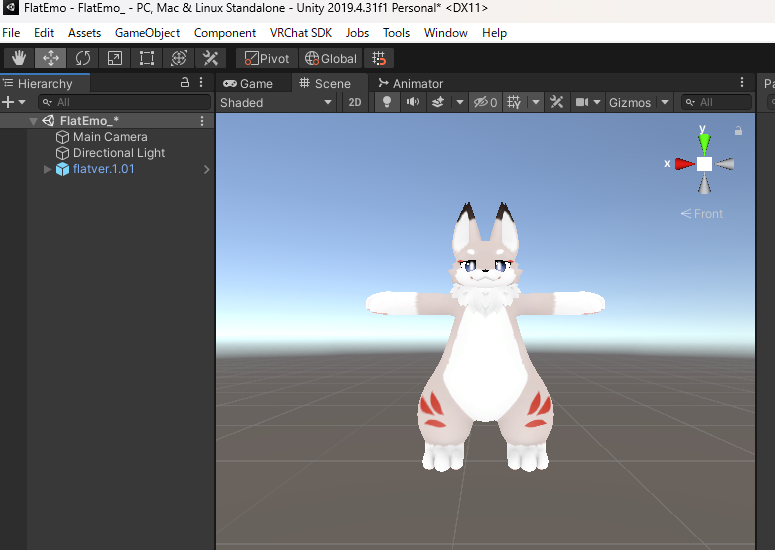 FlatEmo - FlatEmo_ - PC, Mac & Linux Standalone - Unity 2019.4.31f1 Personal* <DX11>
File Edit Assets GameObject Component VRChat SDK Jobs Tools Window Help
Pivot Global
Hierarchy Game Scene Animator
All Shaded 2D 0 Gizmos All
FlatEmo_*
Main Camera
Directional Light
flatver.1.01
y
x
Front